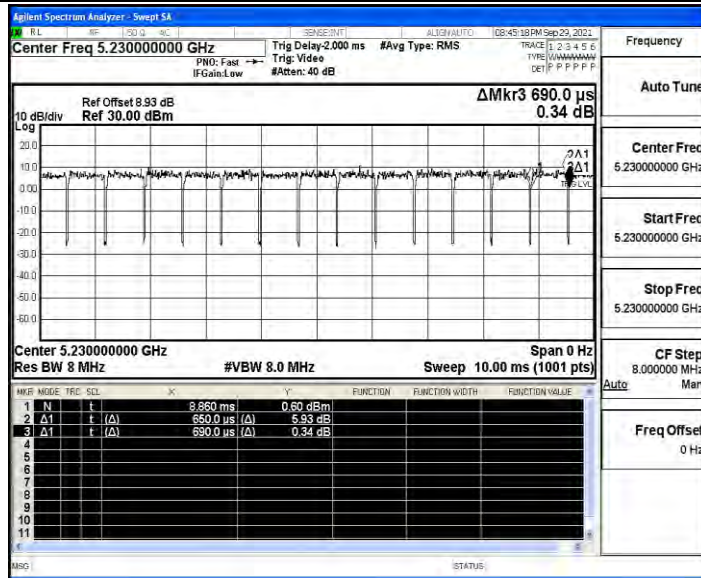 Agilent Spectrum Analyzer - Swept SA
RL RF 50 Ω AC SENSE:INT ALIGN AUTO 08:45:18 PM Sep 29, 2021
Center Freq 5.230000000 GHz
Trig Delay-2.000 ms #Avg Type: RMS
TRACE 1 2 3 4 5 6
PNO: Fast Trig: Video
TYPE WWWWWW
IFGain:Low #Atten: 40 dB
DET P P P P P P
Frequency
Auto Tune
Ref Offset 8.93 dB
ΔMkr3 690.0 µs
10 dB/div Ref 30.00 dBm
0.34 dB
Log
20.0
10.0
0.00
-10.0
-20.0
-30.0
-40.0
-50.0
-60.0
2Δ1
3Δ1
TRIG LVL
Center Freq
5.230000000 GHz
Start Freq
5.230000000 GHz
Stop Freq
5.230000000 GHz
Center 5.230000000 GHz Span 0 Hz
Res BW 8 MHz #VBW 8.0 MHz Sweep 10.00 ms (1001 pts)
CF Step
8.000000 MHz
Auto Man
Freq Offset
0 Hz
MKR MODE TRC SCL X Y FUNCTION FUNCTION WIDTH FUNCTION VALUE
1 N t 8.860 ms 0.60 dBm
2 Δ1 t (Δ) 650.0 µs (Δ) 5.93 dB
3 Δ1 t (Δ) 690.0 µs (Δ) 0.34 dB
4
5
6
7
8
9
10
11
MSG STATUS